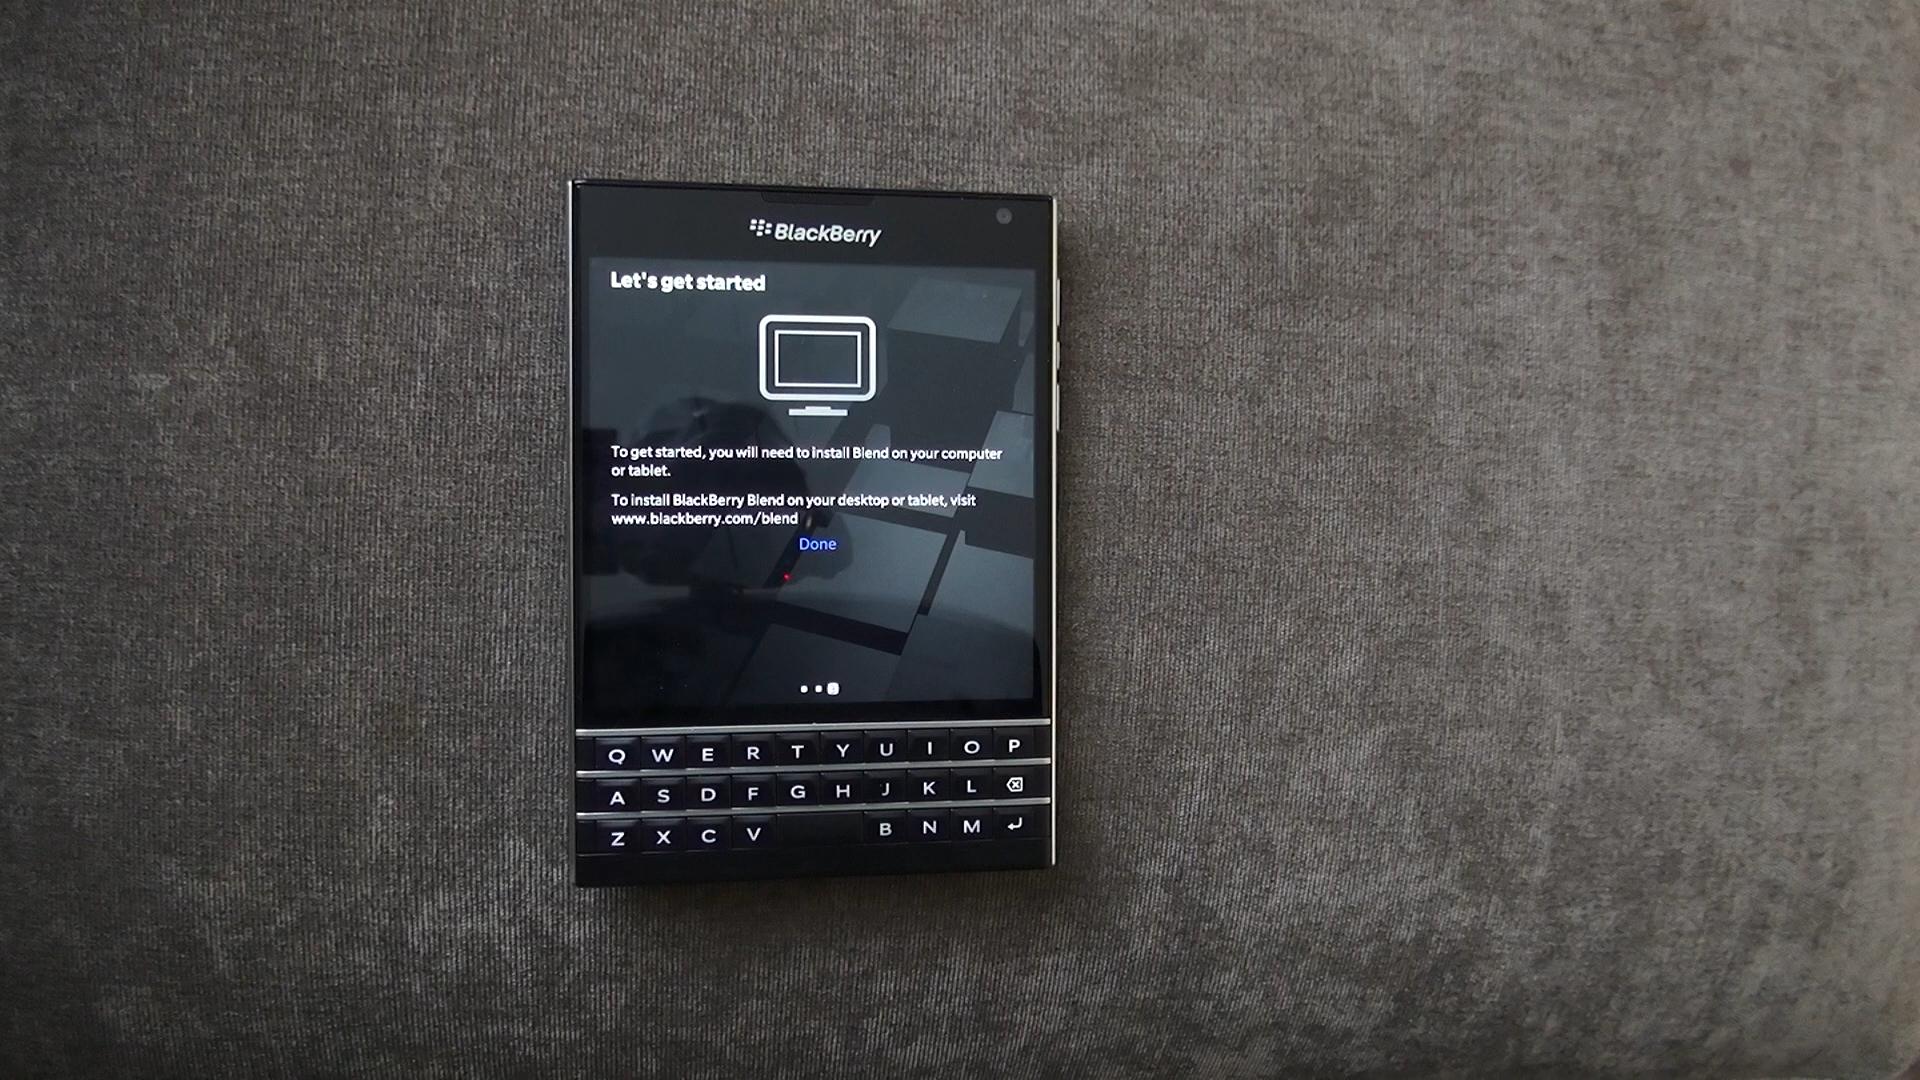 BlackBerry
Let's get started
To get started, you will need to install Blend on your computer
or tablet.
To install BlackBerry Blend on your desktop or tablet, visit
www.blackberry.com/blend
Done
3
Q W E R T Y U I O P
A S D F G H J K L
Z X C V B N M